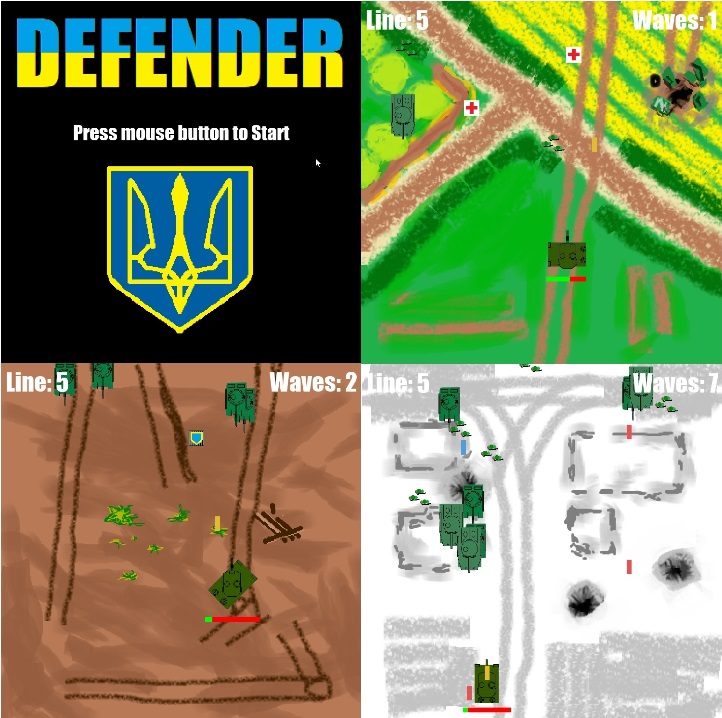 DEFENDER
Press mouse button to Start
Line: 5
Waves: 1
Line: 5
Waves: 2
Line: 5
Waves: 7